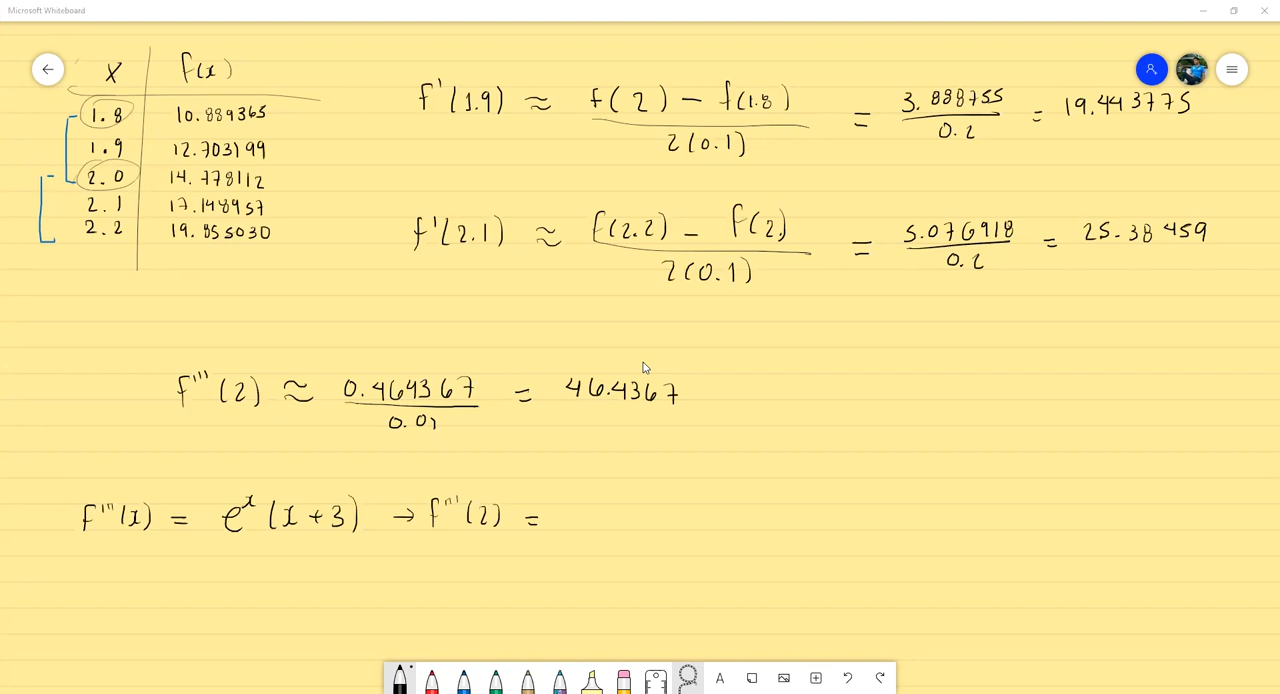 Microsoft Whiteboard
X f(x)
1.8 10.889365
1.9 12.703199
2.0 14.778112
2.1 17.148957
2.2 19.855030
f'(1.9) ≈ f(2) - f(1.8) / 2(0.1) = 3.888755 / 0.2 = 19.443775
f'(2.1) ≈ f(2.2) - f(2) / 2(0.1) = 5.076918 / 0.2 = 25.38459
f'''(2) ≈ 0.464367 / 0.01 = 46.4367
f'''(x) = e^x (x+3) → f'''(2) =
A